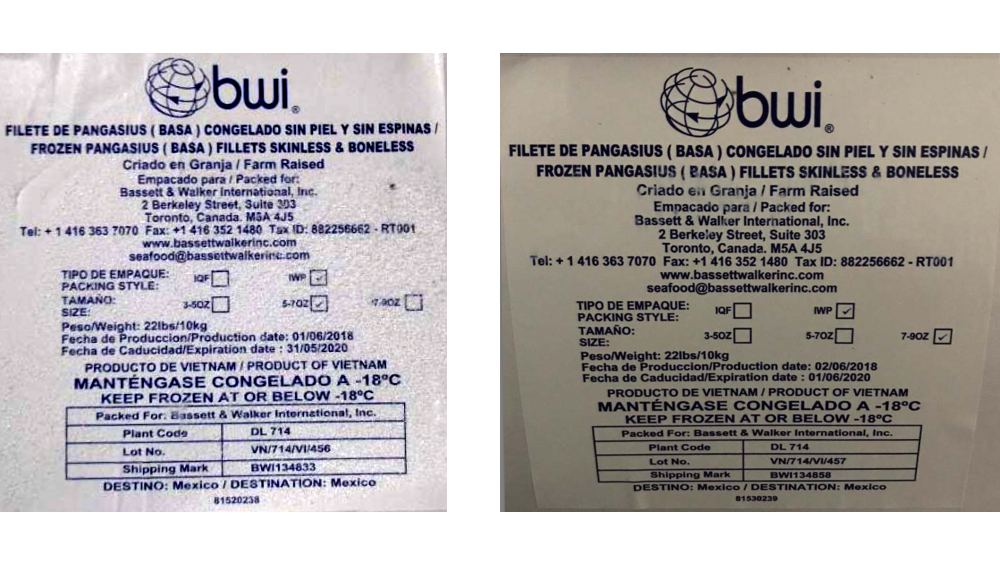 bwi®
FILETE DE PANGASIUS ( BASA ) CONGELADO SIN PIEL Y SIN ESPINAS /
FROZEN PANGASIUS ( BASA ) FILLETS SKINLESS & BONELESS
Criado en Granja / Farm Raised
Empacado para / Packed for:
Bassett & Walker International, Inc.
2 Berkeley Street, Suite 303
Toronto, Canada. M5A 4J5
Tel: + 1 416 363 7070 Fax: +1 416 352 1480 Tax ID: 882256662 - RT001
www.bassettwalkerinc.com
seafood@bassettwalkerinc.com
TIPO DE EMPAQUE: IQF IWP ✓
PACKING STYLE:
TAMAÑO: 3-5OZ 5-7OZ ✓ 7-9OZ
SIZE:
Peso/Weight: 22lbs/10kg
Fecha de Produccion/Production date: 01/06/2018
Fecha de Caducidad/Expiration date : 31/05/2020
PRODUCTO DE VIETNAM / PRODUCT OF VIETNAM
MANTÉNGASE CONGELADO A -18ºC
KEEP FROZEN AT OR BELOW -18ºC
Packed For: Bassett & Walker International, Inc.
Plant Code DL 714
Lot No. VN/714/VI/456
Shipping Mark BWI134833
DESTINO: Mexico / DESTINATION: Mexico
81520238
bwi®
FILETE DE PANGASIUS ( BASA ) CONGELADO SIN PIEL Y SIN ESPINAS /
FROZEN PANGASIUS ( BASA ) FILLETS SKINLESS & BONELESS
Criado en Granja / Farm Raised
Empacado para / Packed for:
Bassett & Walker International, Inc.
2 Berkeley Street, Suite 303
Toronto, Canada. M5A 4J5
Tel: + 1 416 363 7070 Fax: +1 416 352 1480 Tax ID: 882256662 - RT001
www.bassettwalkerinc.com
seafood@bassettwalkerinc.com
TIPO DE EMPAQUE: IQF IWP ✓
PACKING STYLE:
TAMAÑO: 3-5OZ 5-7OZ 7-9OZ ✓
SIZE:
Peso/Weight: 22lbs/10kg
Fecha de Produccion/Production date: 02/06/2018
Fecha de Caducidad/Expiration date : 01/06/2020
PRODUCTO DE VIETNAM / PRODUCT OF VIETNAM
MANTÉNGASE CONGELADO A -18ºC
KEEP FROZEN AT OR BELOW -18ºC
Packed For: Bassett & Walker International, Inc.
Plant Code DL 714
Lot No. VN/714/VI/457
Shipping Mark BWI134858
DESTINO: Mexico / DESTINATION: Mexico
81530239